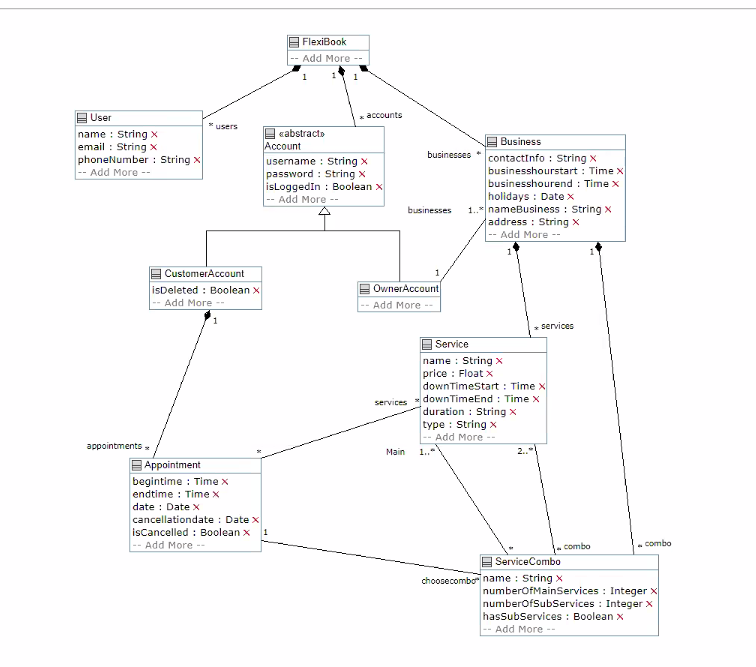 FlexiBook
-- Add More --
1
1
1
User
name : String X
email : String X
phoneNumber : String X
-- Add More --
* users
* accounts
«abstract»
Account
username : String X
password : String X
isLoggedIn : Boolean X
-- Add More --
businesses *
Business
contactInfo : String X
businesshourstart : Time X
businesshourend : Time X
holidays : Date X
nameBusiness : String X
address : String X
-- Add More --
businesses 1..*
1
1
1
CustomerAccount
isDeleted : Boolean X
-- Add More --
1
OwnerAccount
-- Add More --
* services
Service
name : String X
price : Float X
downTimeStart : Time X
downTimeEnd : Time X
duration : String X
type : String X
-- Add More --
services *
Main 1..*
2..*
appointments *
*
Appointment
begintime : Time X
endtime : Time X
date : Date X
cancellationdate : Date X
isCancelled : Boolean X
-- Add More --
1
*
* combo
* combo
choosecombo*
ServiceCombo
name : String X
numberOfMainServices : Integer X
numberOfSubServices : Integer X
hasSubServices : Boolean X
-- Add More --